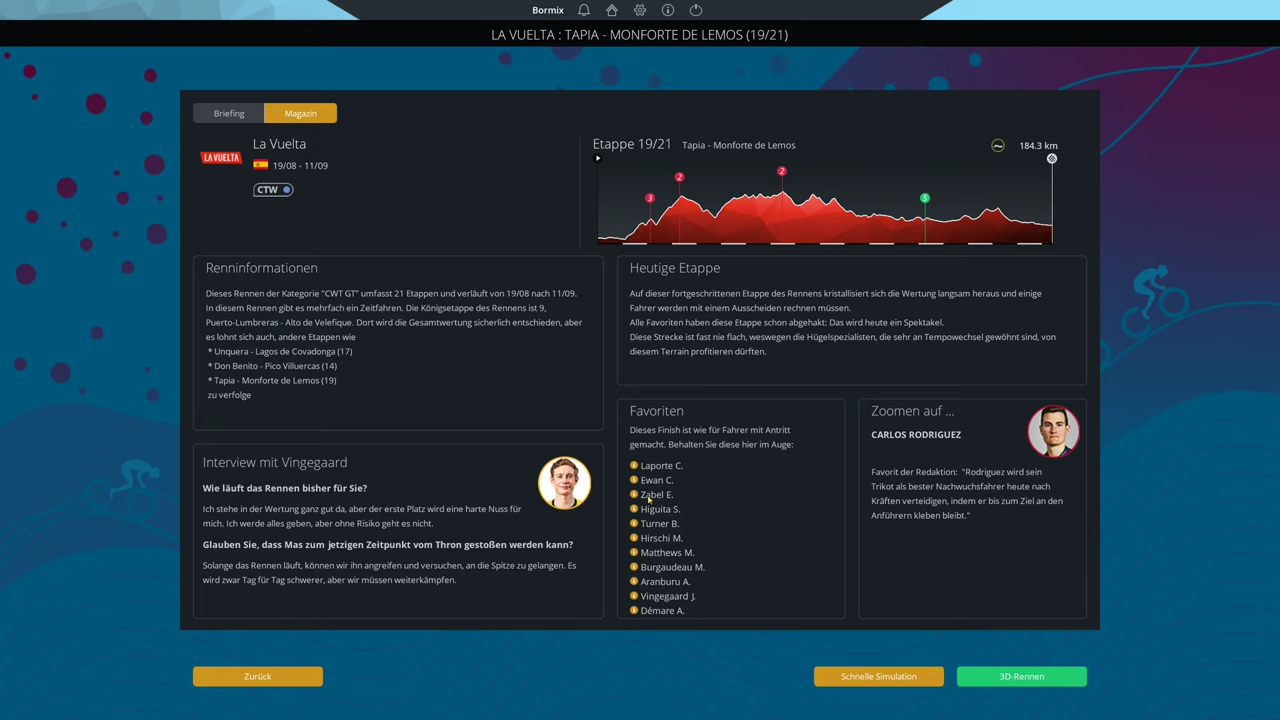 Bormix
LA VUELTA : TAPIA - MONFORTE DE LEMOS (19/21)
Briefing
Magazin
LA VUELTA
La Vuelta
19/08 - 11/09
CTW
Etappe 19/21
Tapia - Monforte de Lemos
184.3 km
3
2
2
S
Renninformationen
Dieses Rennen der Kategorie "CWT GT" umfasst 21 Etappen und verläuft von 19/08 nach 11/09.
In diesem Rennen gibt es mehrfach ein Zeitfahren. Die Königsetappe des Rennens ist 9,
Puerto-Lumbreras - Alto de Velefique. Dort wird die Gesamtwertung sicherlich entschieden, aber
es lohnt sich auch, andere Etappen wie
* Unquera - Lagos de Covadonga (17)
* Don Benito - Pico Villuercas (14)
* Tapia - Monforte de Lemos (19)
zu verfolge
Heutige Etappe
Auf dieser fortgeschrittenen Etappe des Rennens kristallisiert sich die Wertung langsam heraus und einige
Fahrer werden mit einem Ausscheiden rechnen müssen.
Alle Favoriten haben diese Etappe schon abgehakt: Das wird heute ein Spektakel.
Diese Strecke ist fast nie flach, weswegen die Hügelspezialisten, die sehr an Tempowechsel gewöhnt sind, von
diesem Terrain profitieren dürften.
Interview mit Vingegaard
Wie läuft das Rennen bisher für Sie?
Ich stehe in der Wertung ganz gut da, aber der erste Platz wird eine harte Nuss für
mich. Ich werde alles geben, aber ohne Risiko geht es nicht.
Glauben Sie, dass Mas zum jetzigen Zeitpunkt vom Thron gestoßen werden kann?
Solange das Rennen läuft, können wir ihn angreifen und versuchen, an die Spitze zu gelangen. Es
wird zwar Tag für Tag schwerer, aber wir müssen weiterkämpfen.
Favoriten
Dieses Finish ist wie für Fahrer mit Antritt
gemacht. Behalten Sie diese hier im Auge:
Laporte C.
Ewan C.
Zabel E.
Higuita S.
Turner B.
Hirschi M.
Matthews M.
Burgaudeau M.
Aranburu A.
Vingegaard J.
Démare A.
Zoomen auf ...
CARLOS RODRIGUEZ
Favorit der Redaktion: "Rodriguez wird sein
Trikot als bester Nachwuchsfahrer heute nach
Kräften verteidigen, indem er bis zum Ziel an den
Anführern kleben bleibt."
Zurück
Schnelle Simulation
3D-Rennen